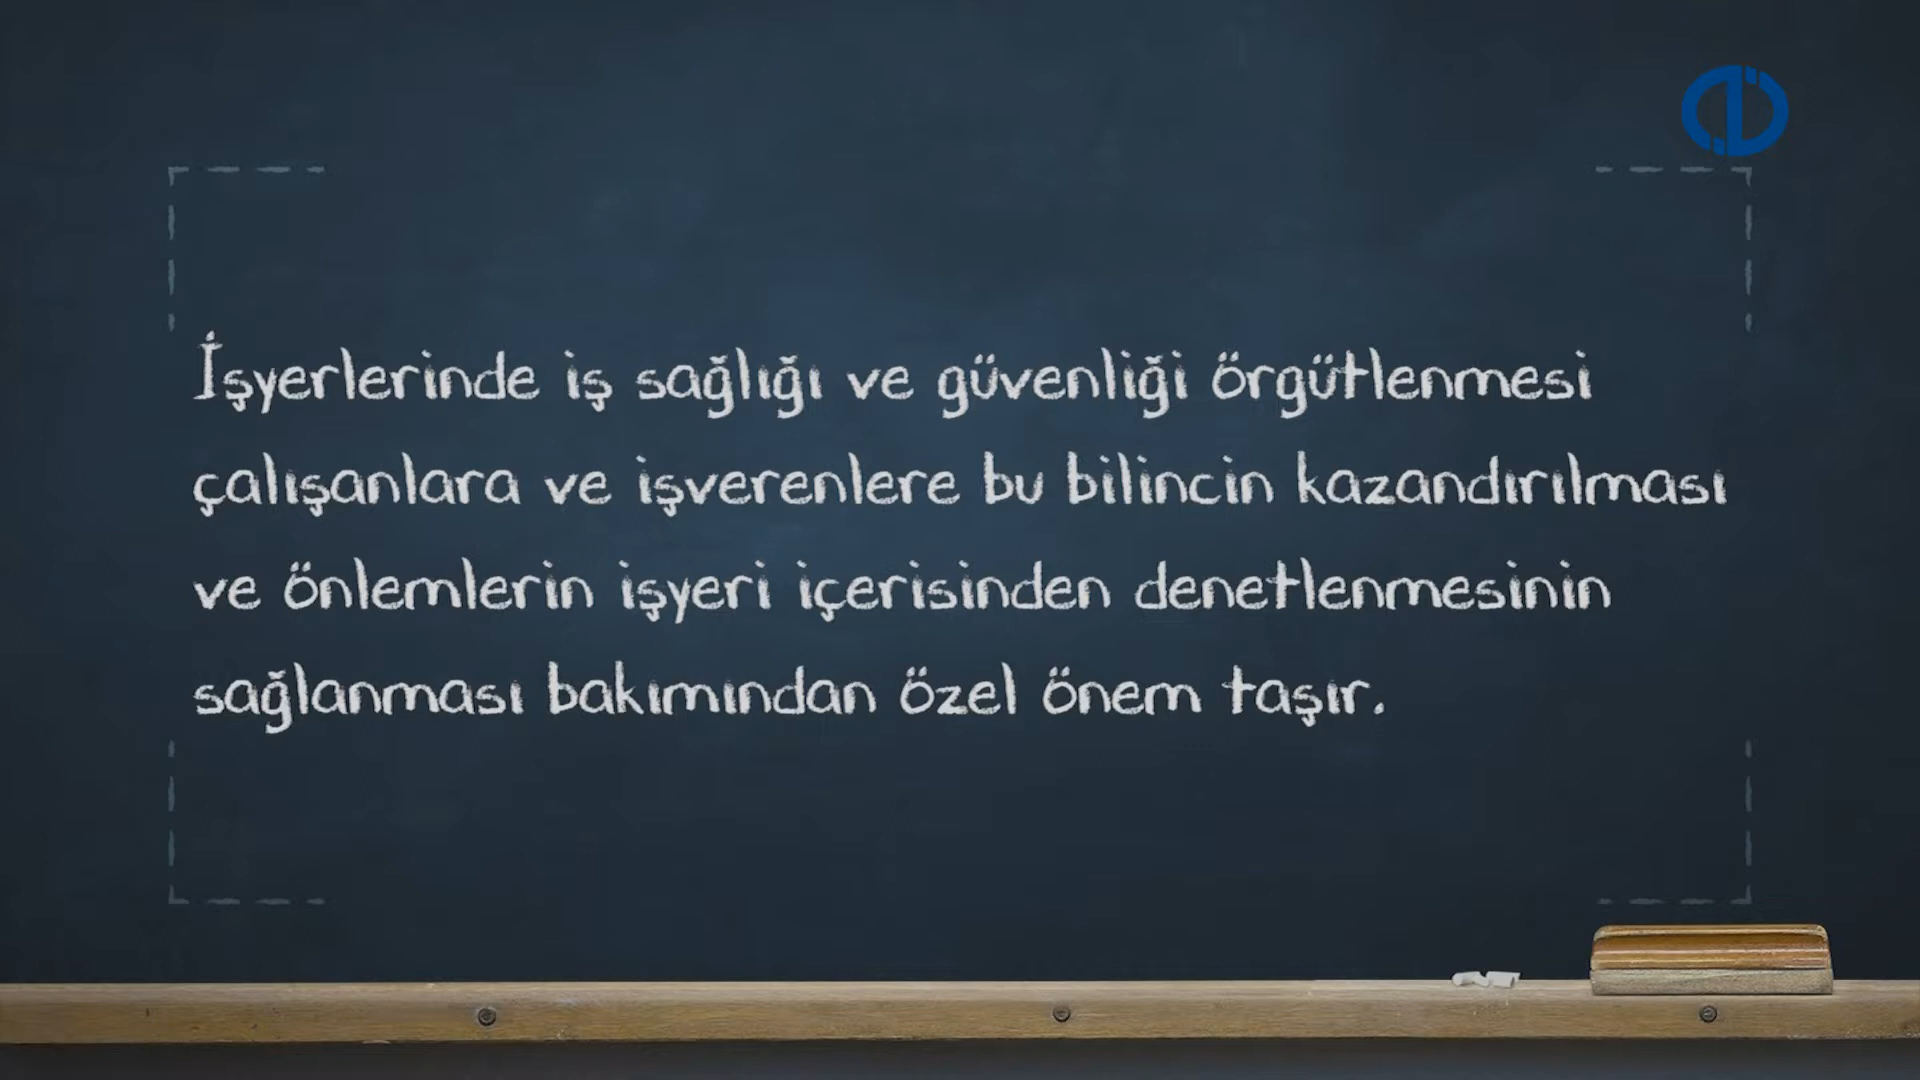 İşyerlerinde iş sağlığı ve güvenliği örgütlenmesi
çalışanlara ve işverenlere bu bilincin kazandırılması
ve önlemlerin işyeri içerisinden denetlenmesinin
sağlanması bakımından özel önem taşır.